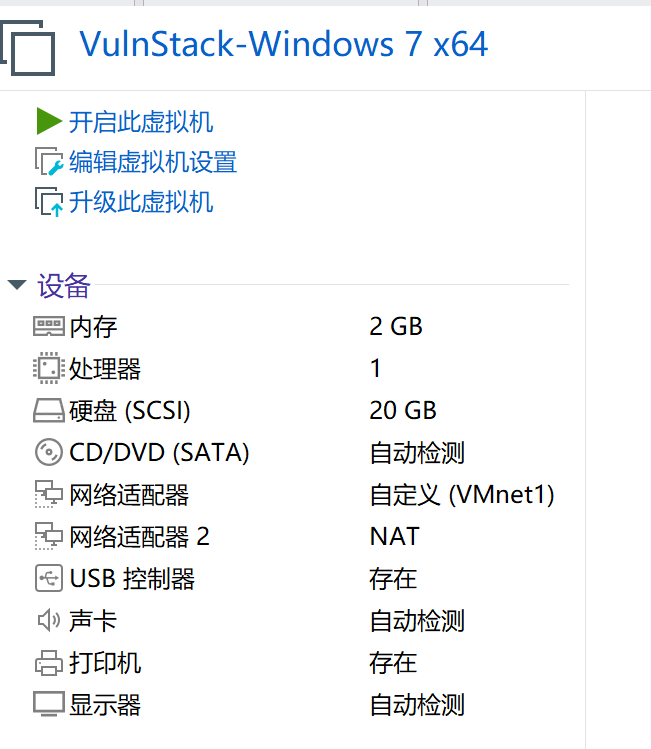 VulnStack-Windows 7 x64
开启此虚拟机
编辑虚拟机设置
升级此虚拟机
设备
内存 2 GB
处理器 1
硬盘 (SCSI) 20 GB
CD/DVD (SATA) 自动检测
网络适配器 自定义 (VMnet1)
网络适配器 2 NAT
USB 控制器 存在
声卡 自动检测
打印机 存在
显示器 自动检测